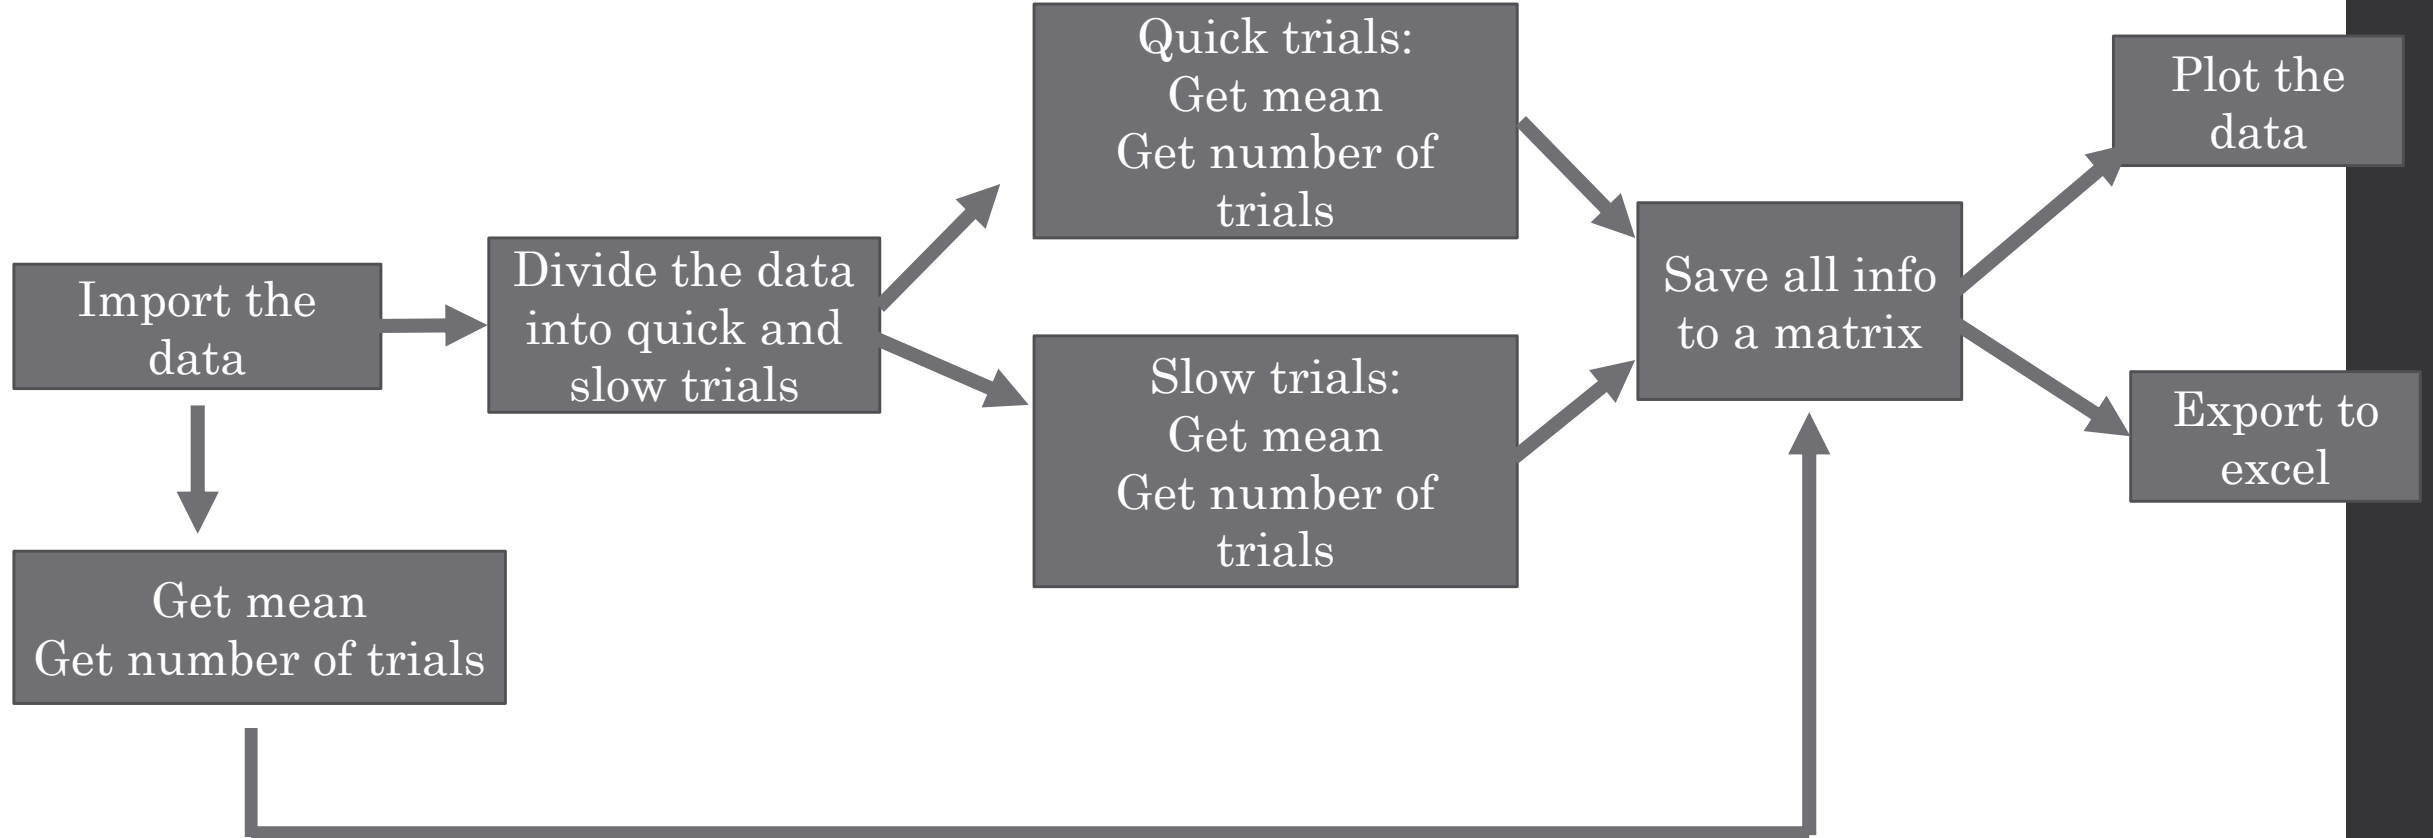 Import the
data
Get mean
Get number of trials
Divide the data
into quick and
slow trials
Quick trials:
Get mean
Get number of
trials
Slow trials:
Get mean
Get number of
trials
Save all info
to a matrix
Plot the
data
Export to
excel